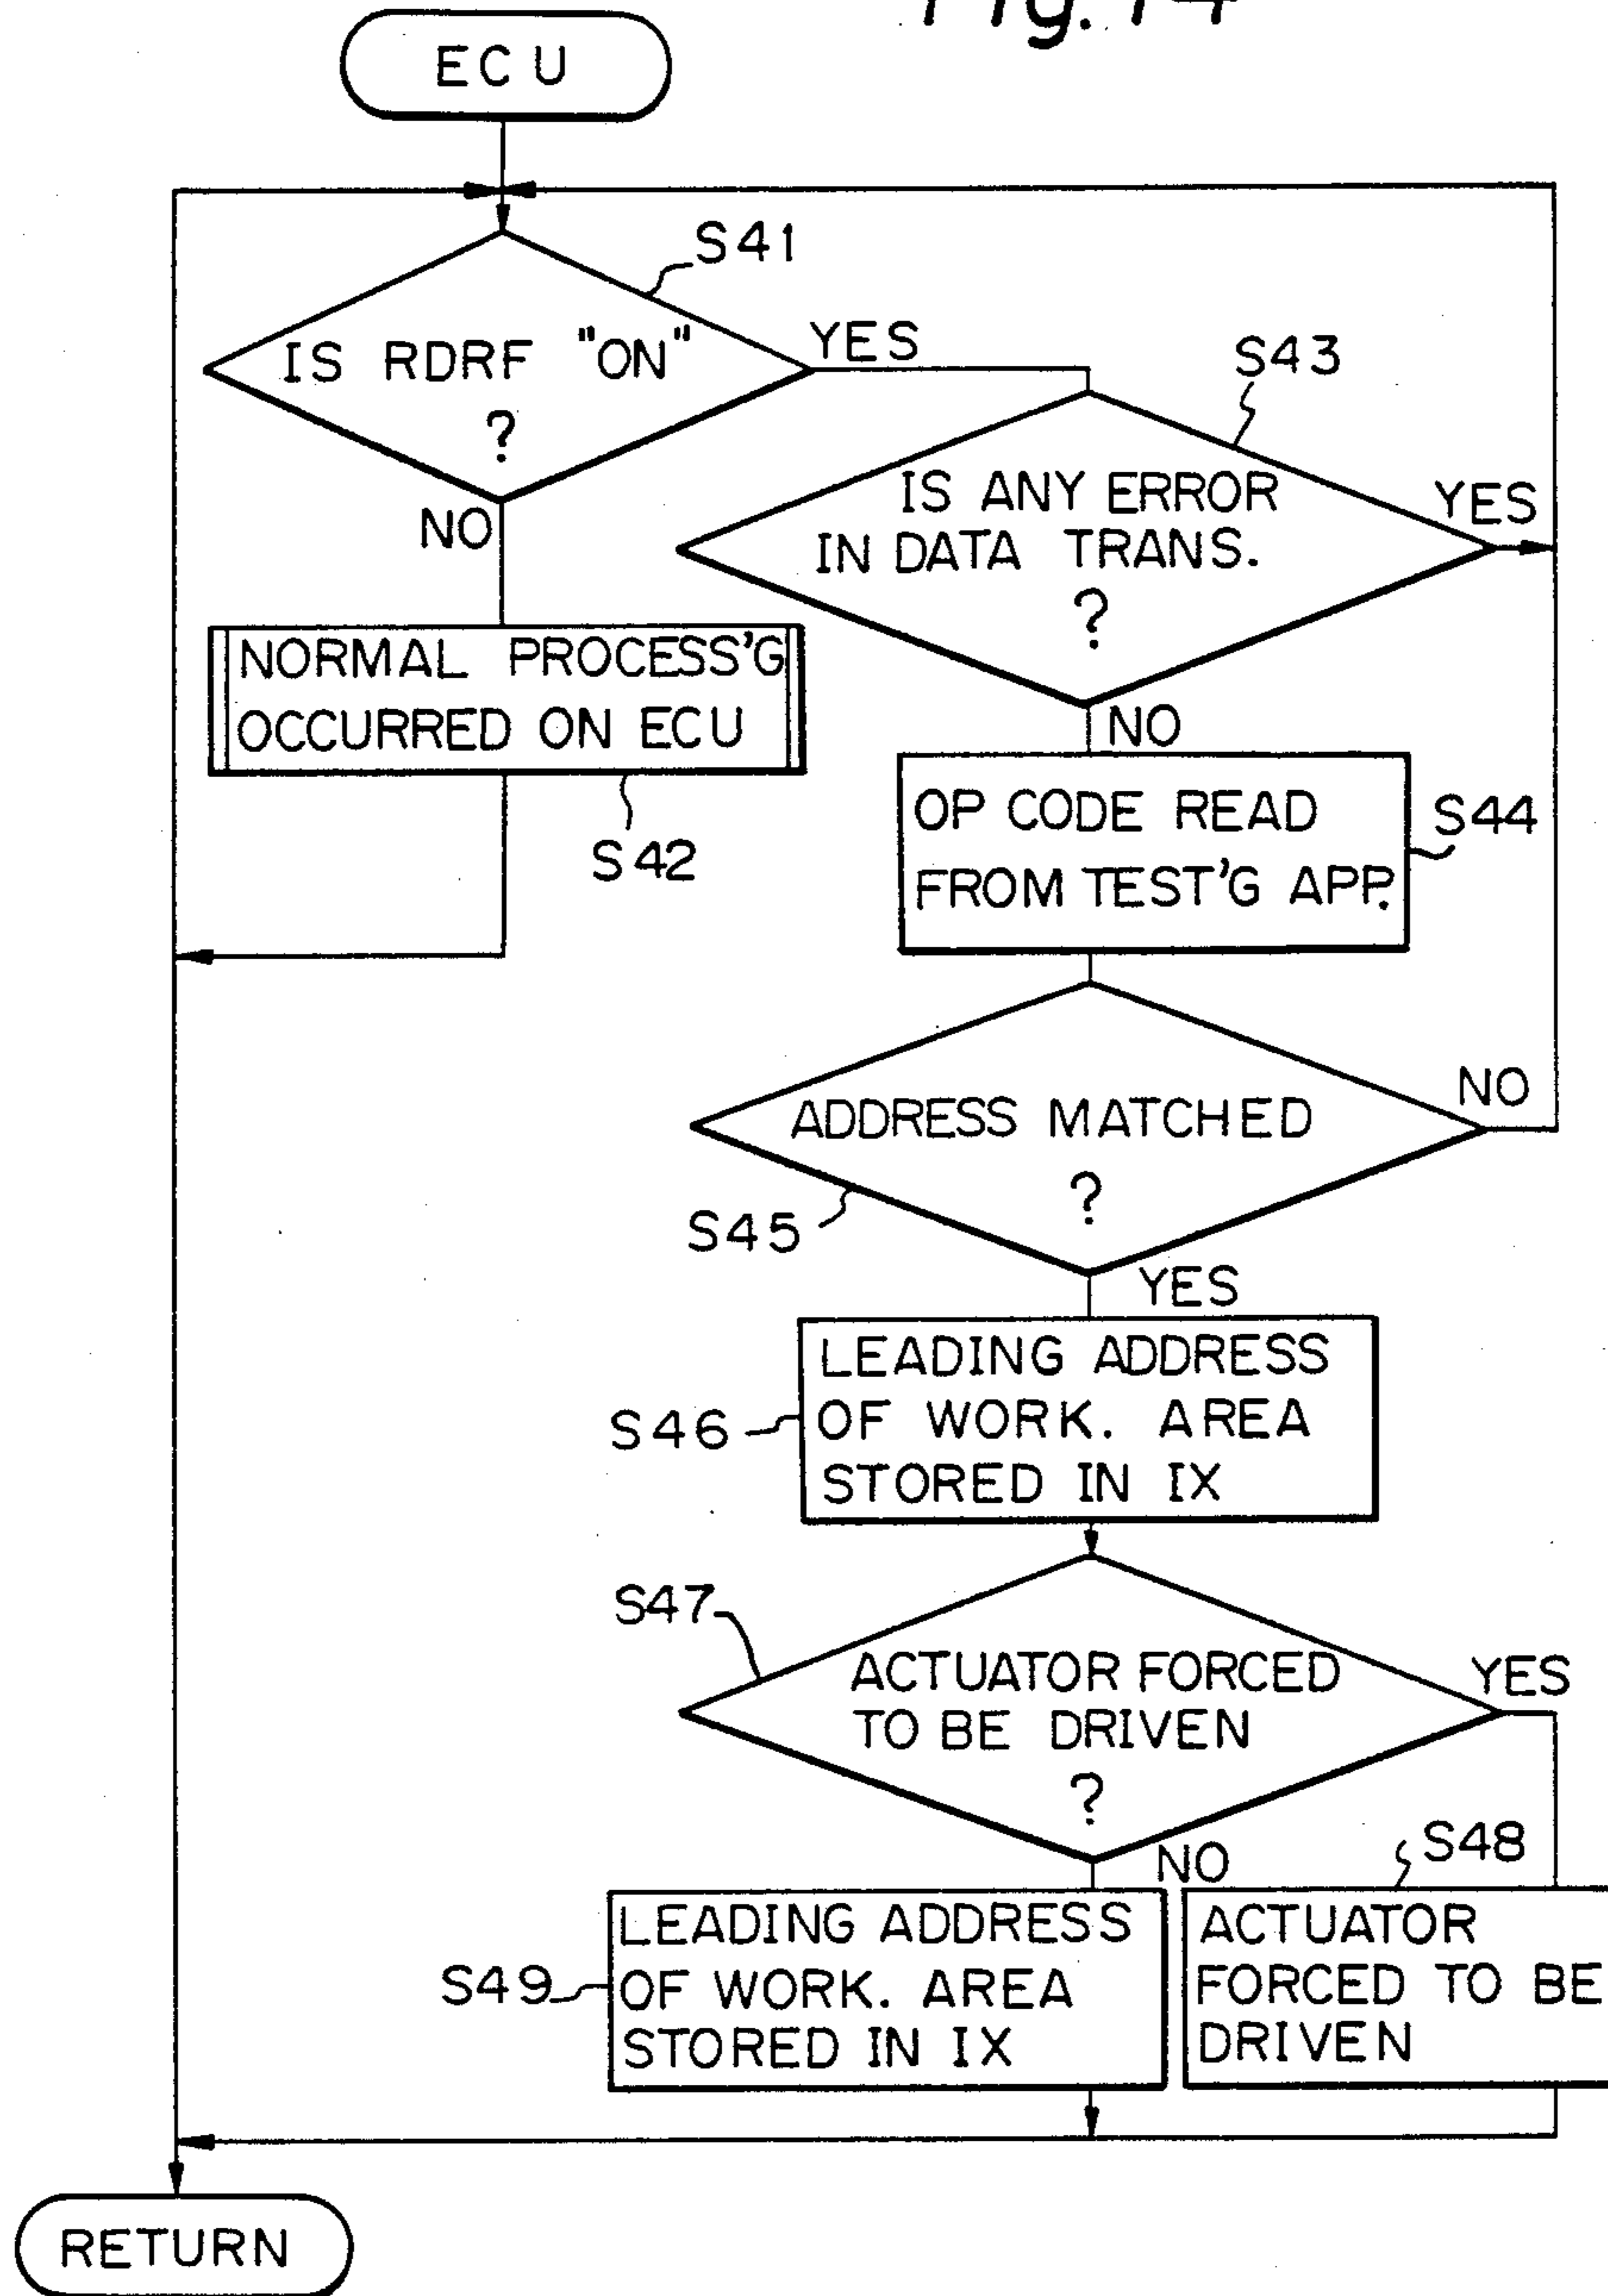 Fig. 14
ECU
S41
IS RDRF "ON"
?
YES
NO
S43
IS ANY ERROR
IN DATA TRANS.
?
YES
NO
NORMAL PROCESS'G
OCCURRED ON ECU
S42
OP CODE READ
FROM TEST'G APP.
S44
ADDRESS MATCHED
?
NO
S45
YES
LEADING ADDRESS
OF WORK. AREA
STORED IN IX
S46
S47
ACTUATOR FORCED
TO BE DRIVEN
?
YES
NO
S48
LEADING ADDRESS
OF WORK. AREA
STORED IN IX
S49
ACTUATOR
FORCED TO BE
DRIVEN
RETURN